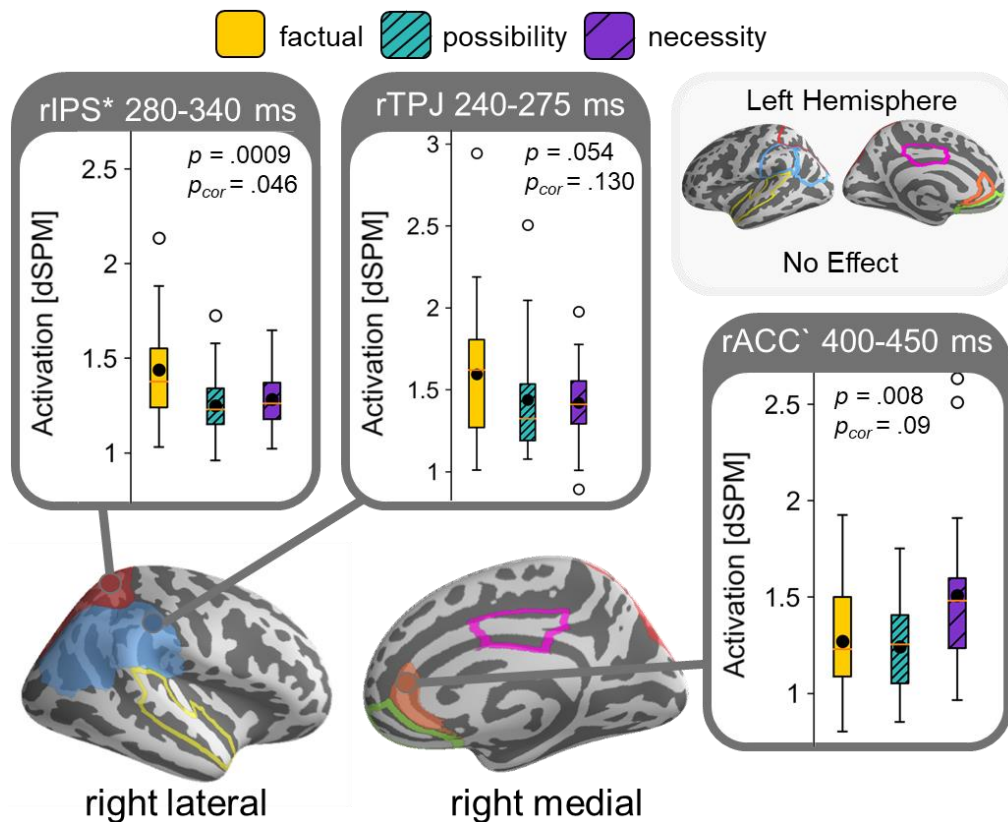 factual possibility necessity
rIPS* 280-340 ms
p = .0009
pcor = .046
2.5
2
1.5
1
Activation [dSPM]
rTPJ 240-275 ms
p = .054
pcor = .130
3
2.5
2
1.5
1
Activation [dSPM]
Left Hemisphere
No Effect
rACC` 400-450 ms
p = .008
pcor = .09
2.5
2
1.5
1
Activation [dSPM]
right lateral
right medial